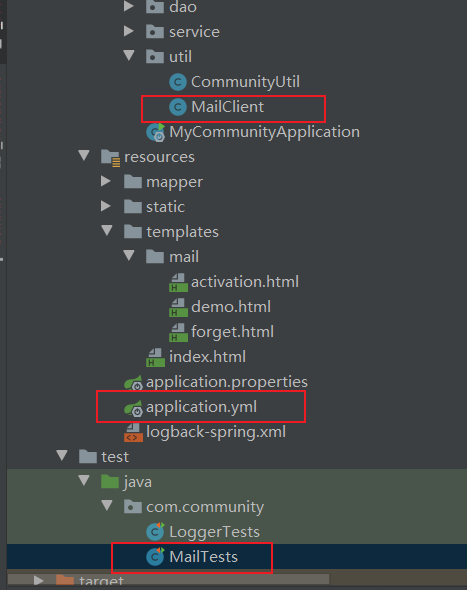 dao
service
util
CommunityUtil
MailClient
MyCommunityApplication
resources
mapper
static
templates
mail
activation.html
demo.html
forget.html
index.html
application.properties
application.yml
logback-spring.xml
test
java
com.community
LoggerTests
MailTests
target